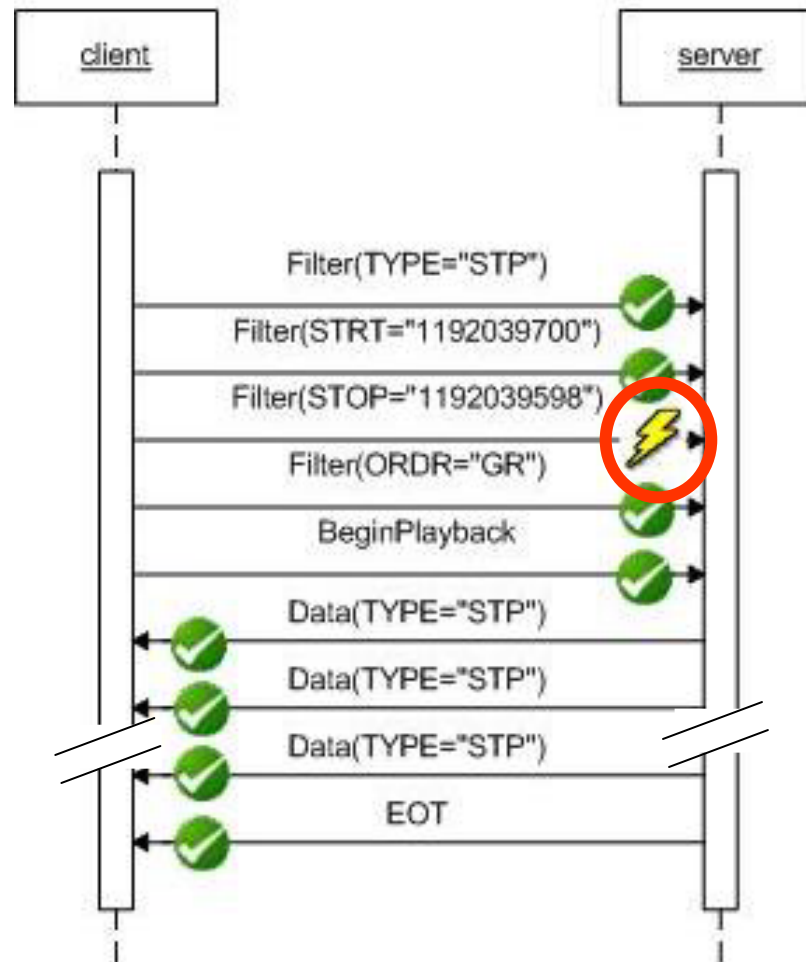 client
server
Filter(TYPE="STP")
Filter(STRT="1192039700")
Filter(STOP="1192039598")
Filter(ORDR="GR")
BeginPlayback
Data(TYPE="STP")
Data(TYPE="STP")
Data(TYPE="STP")
EOT